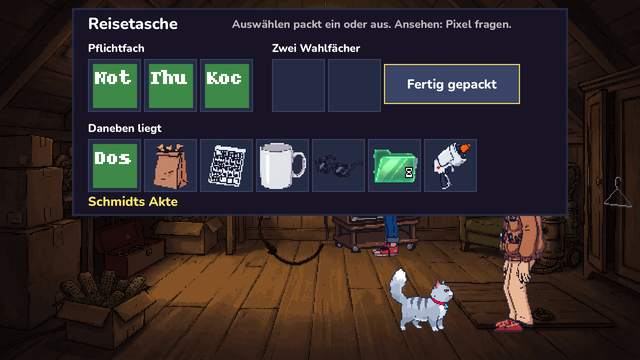 Reisetasche
Auswählen packt ein oder aus. Ansehen: Pixel fragen.
Pflichtfach
Zwei Wahlfächer
Not
Thu
Koc
Fertig gepackt
Daneben liegt
Dos
Schmidts Akte